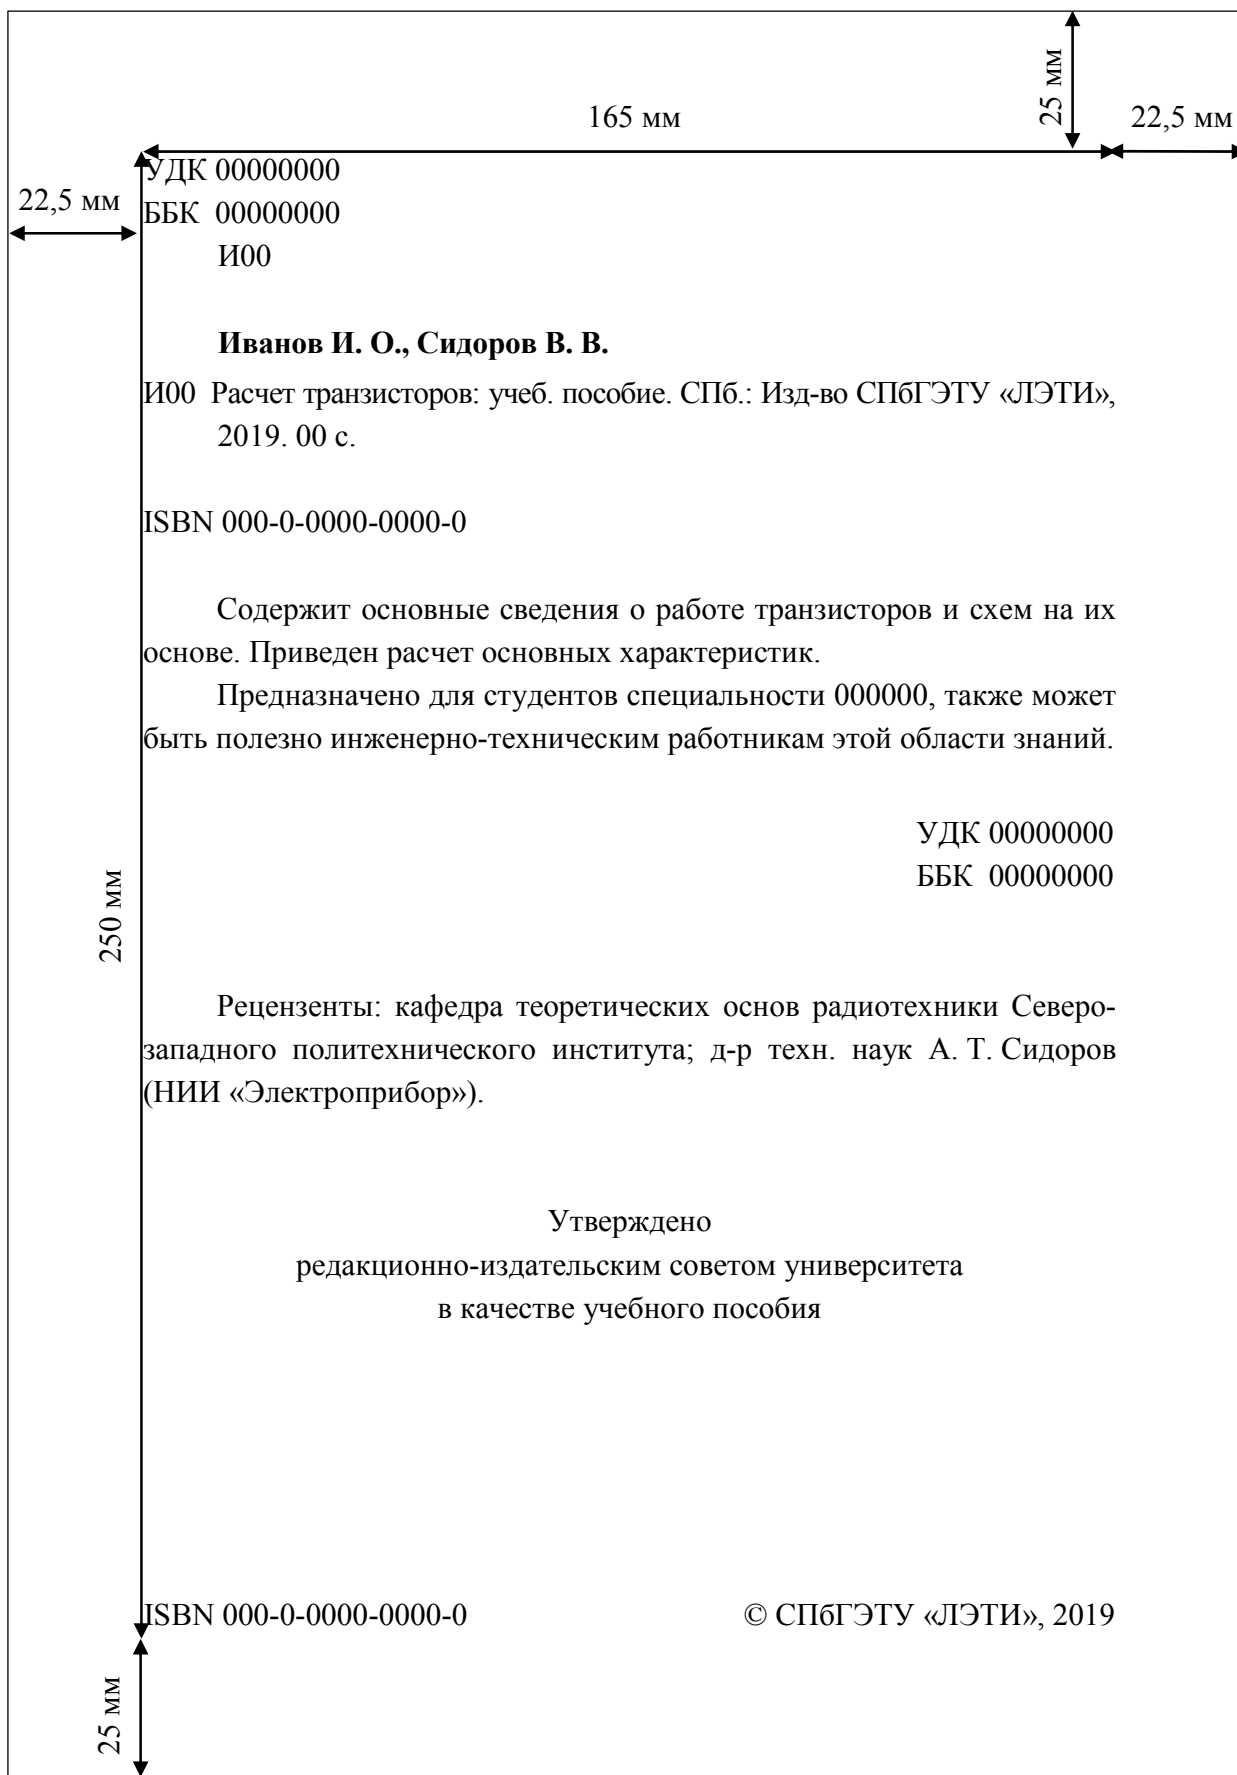 25 мм
165 мм
22,5 мм
УДК 00000000
22,5 мм
ББК 00000000
И00
Иванов И. О., Сидоров В. В.
И00 Расчет транзисторов: учеб. пособие. СПб.: Изд-во СПбГЭТУ «ЛЭТИ»,
2019. 00 с.
ISBN 000-0-0000-0000-0
Содержит основные сведения о работе транзисторов и схем на их
основе. Приведен расчет основных характеристик.
Предназначено для студентов специальности 000000, также может
быть полезно инженерно-техническим работникам этой области знаний.
УДК 00000000
ББК 00000000
250 мм
Рецензенты: кафедра теоретических основ радиотехники Северо-
западного политехнического института; д-р техн. наук А. Т. Сидоров
(НИИ «Электроприбор»).
Утверждено
редакционно-издательским советом университета
в качестве учебного пособия
ISBN 000-0-0000-0000-0 © СПбГЭТУ «ЛЭТИ», 2019
25 мм